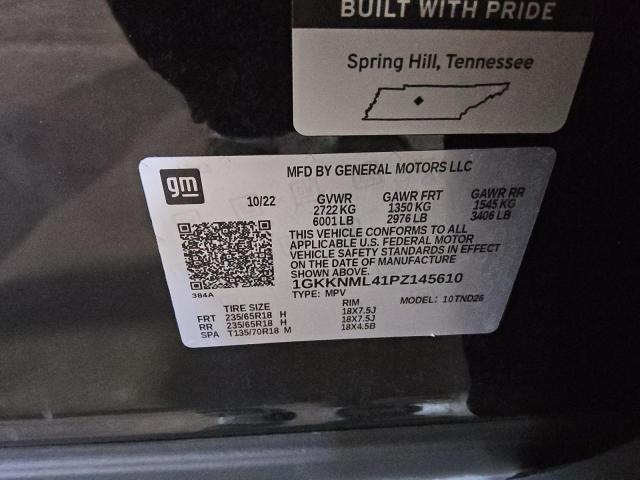 BUILT WITH PRIDE
Spring Hill, Tennessee
gm
MFD BY GENERAL MOTORS LLC
10/22 GVWR GAWR FRT GAWR RR
2722 KG 1350 KG 1545 KG
6001 LB 2976 LB 3406 LB
THIS VEHICLE CONFORMS TO ALL
APPLICABLE U.S. FEDERAL MOTOR
VEHICLE SAFETY STANDARDS IN EFFECT
ON THE DATE OF MANUFACTURE
SHOWN ABOVE.
1GKKNML41PZ145610
384A TYPE: MPV MODEL: 10TND26
TIRE SIZE RIM
FRT 235/65R18 H 18X7.5J
RR 235/65R18 H 18X7.5J
SPA T135/70R18 M 18X4.5B